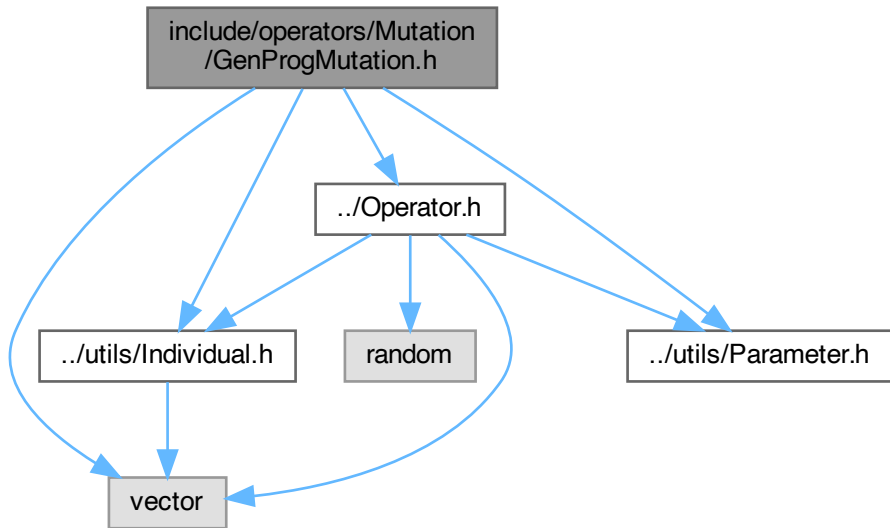 include/operators/Mutation
/GenProgMutation.h
../Operator.h
../utils/Individual.h
random
../utils/Parameter.h
vector